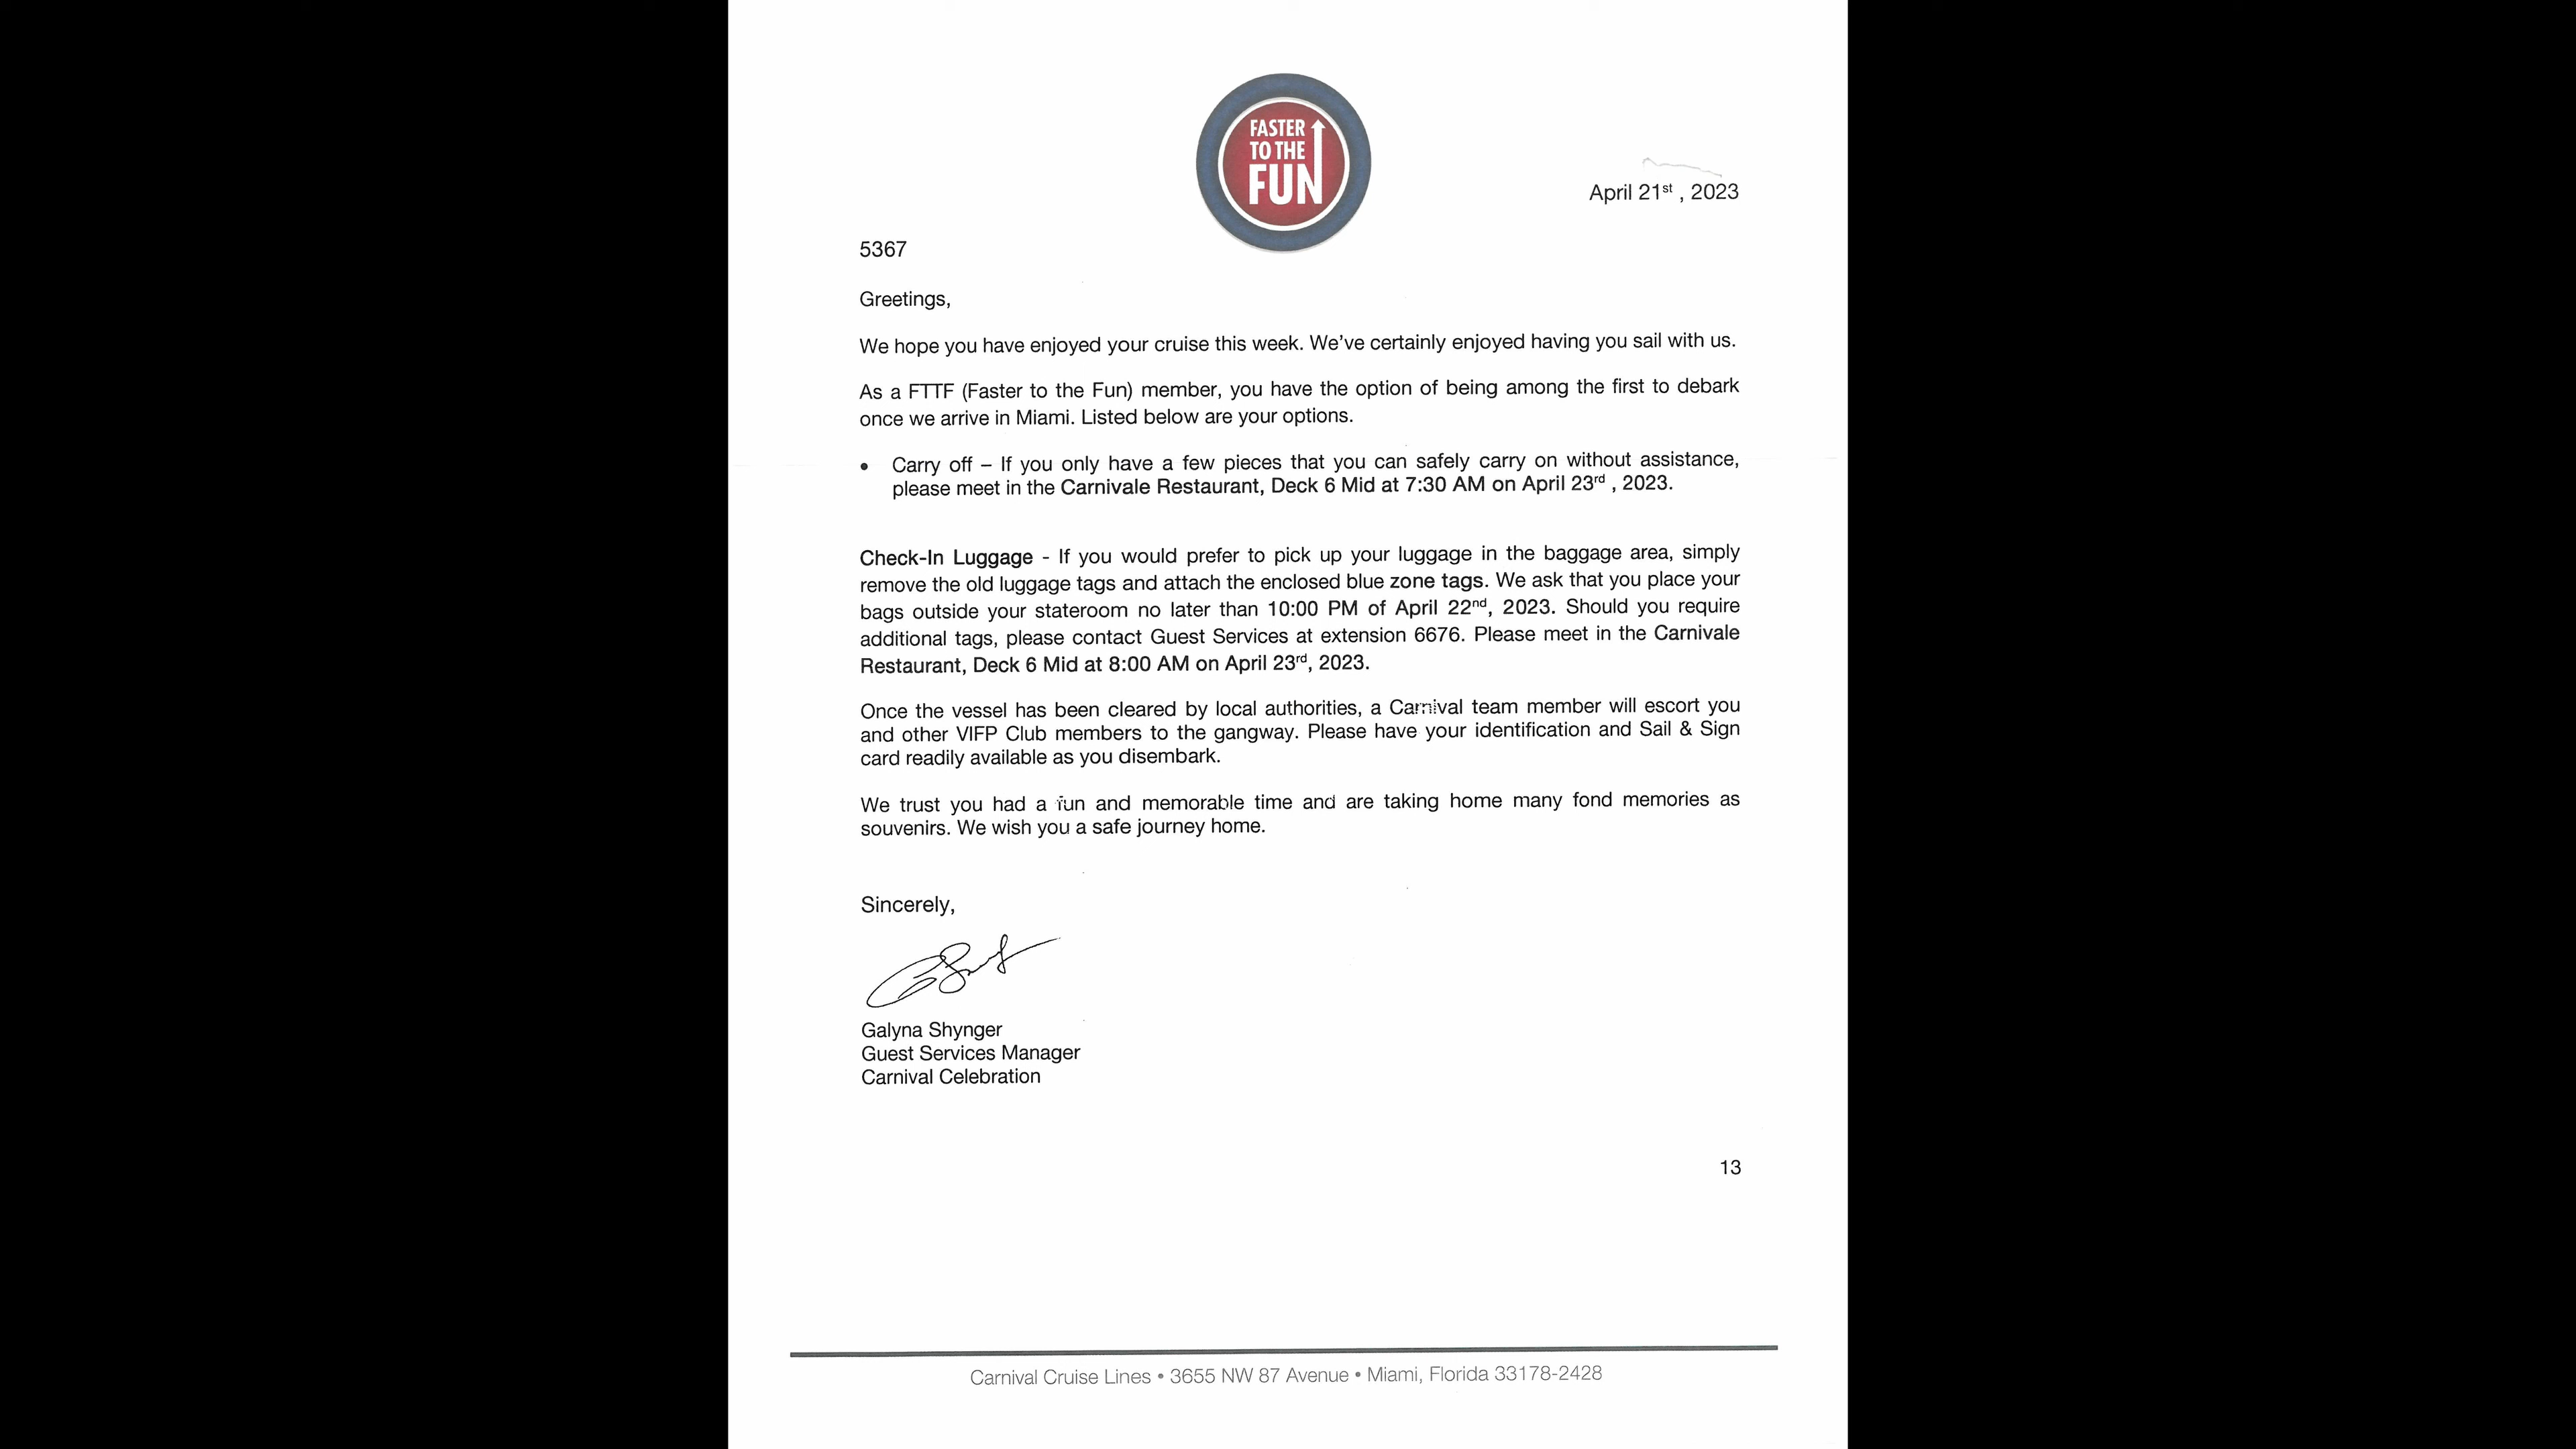 FASTER
TO THE
FUN
April 21st , 2023
5367
Greetings,
We hope you have enjoyed your cruise this week. We've certainly enjoyed having you sail with us.
As a FTTF (Faster to the Fun) member, you have the option of being among the first to debark
once we arrive in Miami. Listed below are your options.
• Carry off – If you only have a few pieces that you can safely carry on without assistance,
please meet in the Carnivale Restaurant, Deck 6 Mid at 7:30 AM on April 23rd , 2023.
Check-In Luggage - If you would prefer to pick up your luggage in the baggage area, simply
remove the old luggage tags and attach the enclosed blue zone tags. We ask that you place your
bags outside your stateroom no later than 10:00 PM of April 22nd, 2023. Should you require
additional tags, please contact Guest Services at extension 6676. Please meet in the Carnivale
Restaurant, Deck 6 Mid at 8:00 AM on April 23rd, 2023.
Once the vessel has been cleared by local authorities, a Carnival team member will escort you
and other VIFP Club members to the gangway. Please have your identification and Sail & Sign
card readily available as you disembark.
We trust you had a fun and memorable time and are taking home many fond memories as
souvenirs. We wish you a safe journey home.
Sincerely,
Galyna Shynger
Guest Services Manager
Carnival Celebration
13
Carnival Cruise Lines • 3655 NW 87 Avenue • Miami, Florida 33178-2428